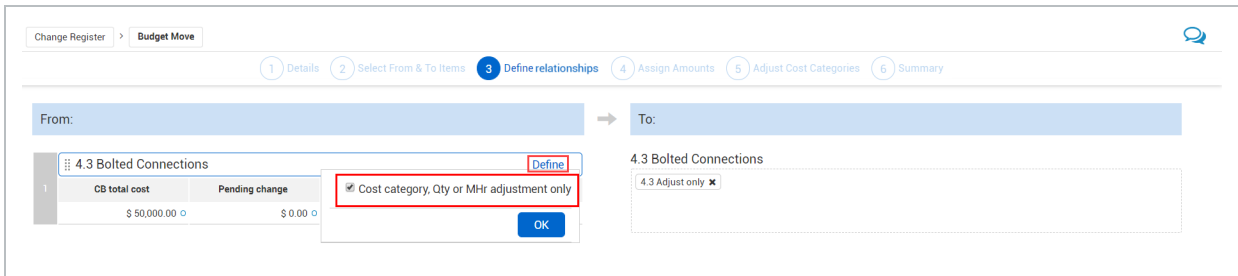 Change Register > Budget Move
1 Details 2 Select From & To Items 3 Define relationships 4 Assign Amounts 5 Adjust Cost Categories 6 Summary
From:
To:
4.3 Bolted Connections Define
1
CB total cost Pending change
$ 50,000.00 $ 0.00
Cost category, Qty or MHr adjustment only
OK
4.3 Bolted Connections
4.3 Adjust only ✖